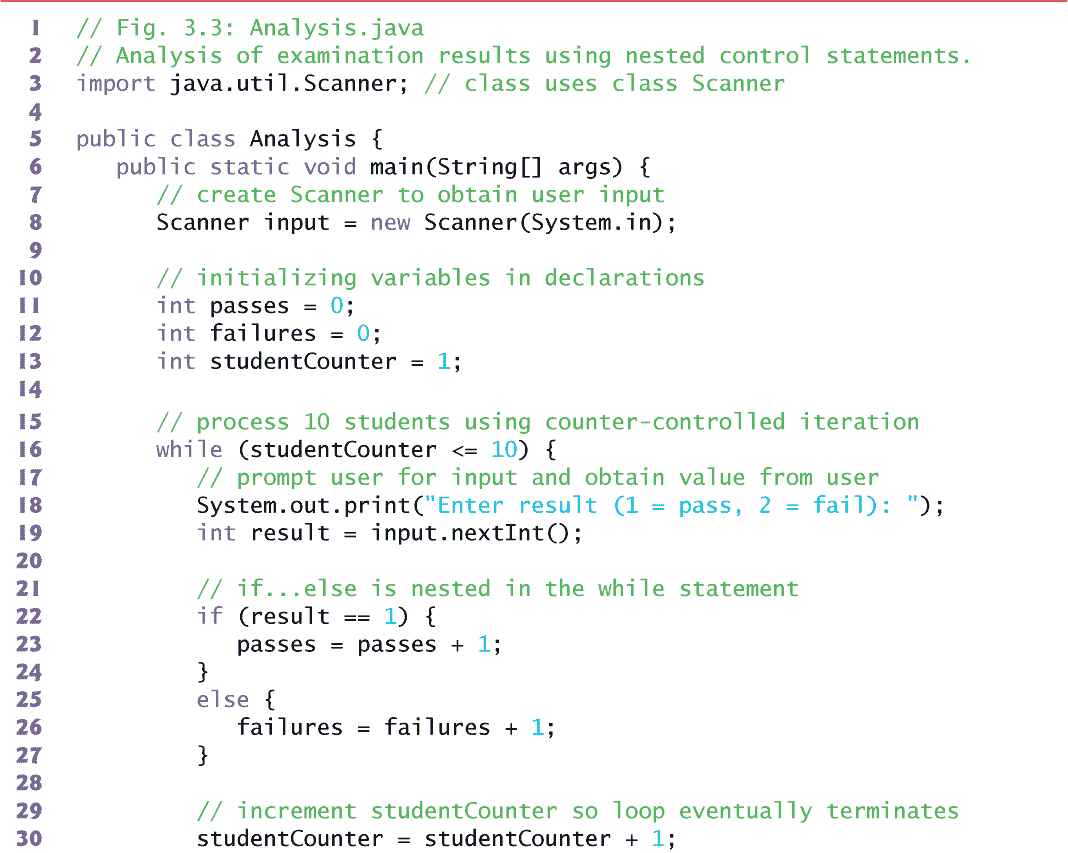 1 // Fig. 3.3: Analysis.java
2 // Analysis of examination results using nested control statements.
3 import java.util.Scanner; // class uses class Scanner
4
5 public class Analysis {
6    public static void main(String[] args) {
7       // create Scanner to obtain user input
8       Scanner input = new Scanner(System.in);
9
10       // initializing variables in declarations
11       int passes = 0;
12       int failures = 0;
13       int studentCounter = 1;
14
15       // process 10 students using counter-controlled iteration
16       while (studentCounter <= 10) {
17          // prompt user for input and obtain value from user
18          System.out.print("Enter result (1 = pass, 2 = fail): ");
19          int result = input.nextInt();
20
21          // if...else is nested in the while statement
22          if (result == 1) {
23             passes = passes + 1;
24          }
25          else {
26             failures = failures + 1;
27          }
28
29          // increment studentCounter so loop eventually terminates
30          studentCounter = studentCounter + 1;